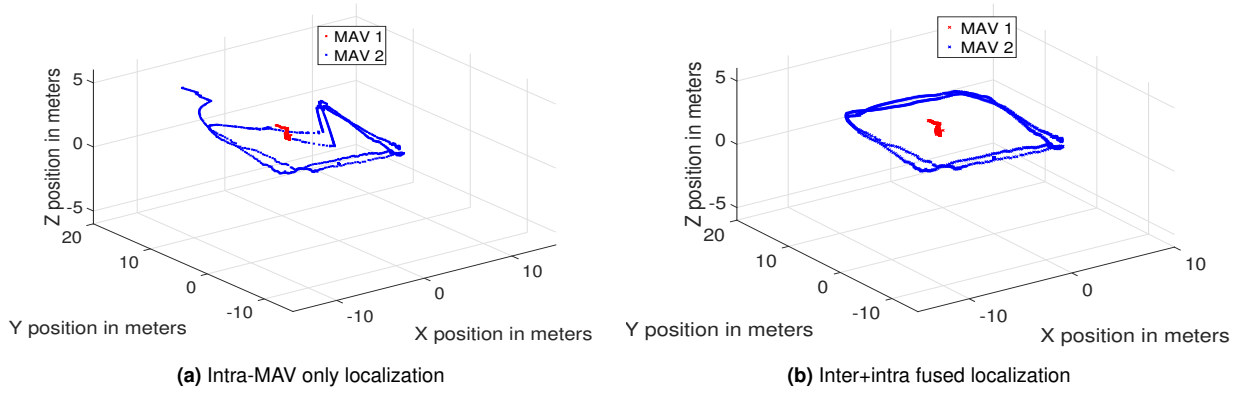 MAV 1
MAV 2
Z position in meters
5
0
-5
20
10
0
-10
Y position in meters
-10
0
10
X position in meters
(a) Intra-MAV only localization
MAV 1
MAV 2
Z position in meters
5
0
-5
20
10
0
-10
Y position in meters
-10
0
10
X position in meters
(b) Inter+intra fused localization